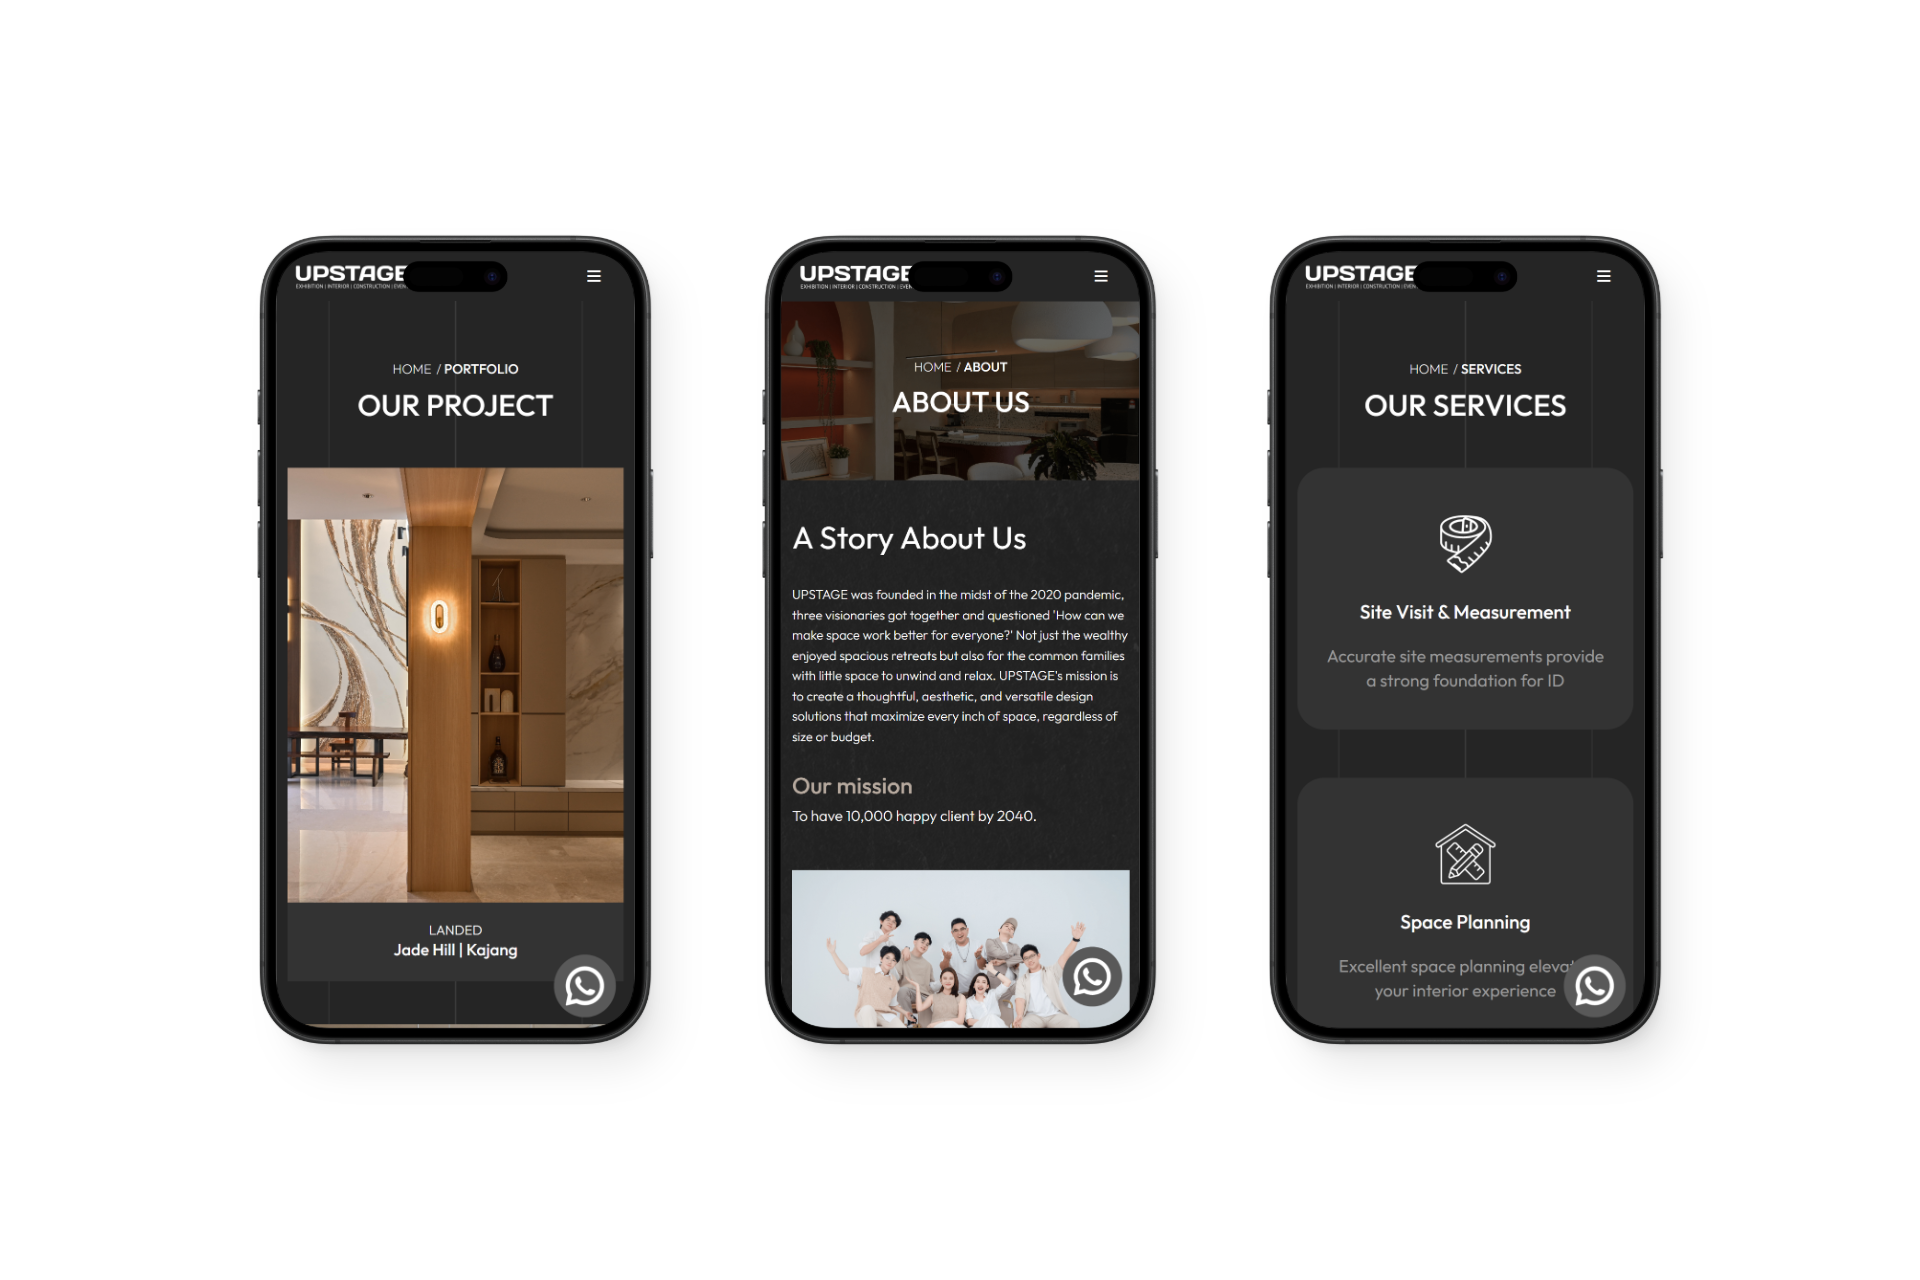 UPSTAGE
EXHIBITION | INTERIOR | CONSTRUCTION | EVEN
HOME / PORTFOLIO
OUR PROJECT
LANDED
Jade Hill | Kajang
UPSTAGE
EXHIBITION | INTERIOR | CONSTRUCTION | EVEN
HOME / ABOUT
ABOUT US
A Story About Us
UPSTAGE was founded in the midst of the 2020 pandemic,
three visionaries got together and questioned 'How can we
make space work better for everyone?' Not just the wealthy
enjoyed spacious retreats but also for the common families
with little space to unwind and relax. UPSTAGE's mission is
to create a thoughtful, aesthetic, and versatile design
solutions that maximize every inch of space, regardless of
size or budget.
Our mission
To have 10,000 happy client by 2040.
UPSTAGE
EXHIBITION | INTERIOR | CONSTRUCTION | EVEN
HOME / SERVICES
OUR SERVICES
Site Visit & Measurement
Accurate site measurements provide
a strong foundation for ID
Space Planning
Excellent space planning elevat
your interior experience